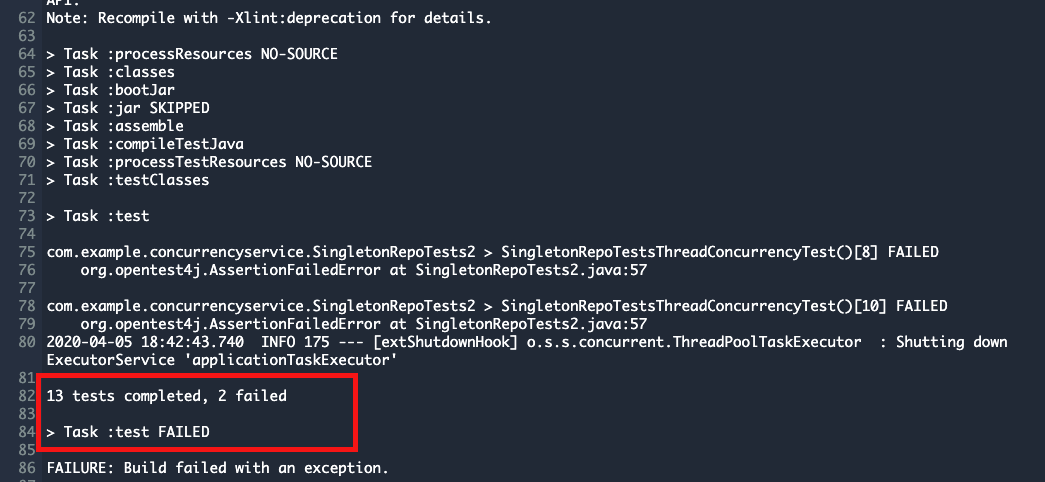 API.
62 Note: Recompile with -Xlint:deprecation for details.
63
64 > Task :processResources NO-SOURCE
65 > Task :classes
66 > Task :bootJar
67 > Task :jar SKIPPED
68 > Task :assemble
69 > Task :compileTestJava
70 > Task :processTestResources NO-SOURCE
71 > Task :testClasses
72
73 > Task :test
74
75 com.example.concurrencyservice.SingletonRepoTests2 > SingletonRepoTestsThreadConcurrencyTest()[8] FAILED
76     org.opentest4j.AssertionFailedError at SingletonRepoTests2.java:57
77
78 com.example.concurrencyservice.SingletonRepoTests2 > SingletonRepoTestsThreadConcurrencyTest()[10] FAILED
79     org.opentest4j.AssertionFailedError at SingletonRepoTests2.java:57
80 2020-04-05 18:42:43.740  INFO 175 --- [extShutdownHook] o.s.s.concurrent.ThreadPoolTaskExecutor  : Shutting down
ExecutorService 'applicationTaskExecutor'
81
82 13 tests completed, 2 failed
83
84 > Task :test FAILED
85
86 FAILURE: Build failed with an exception.